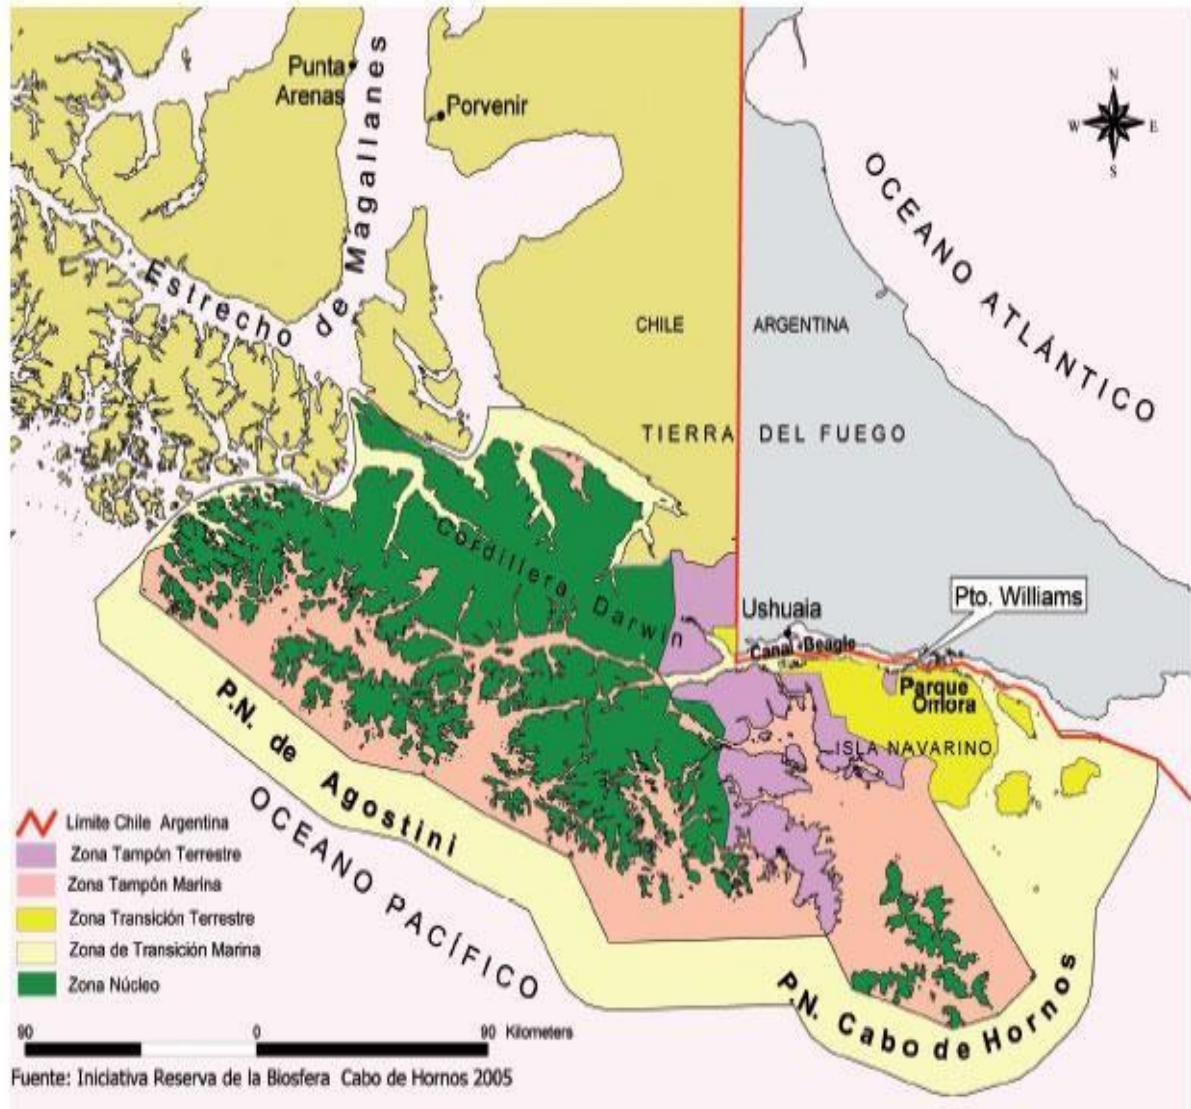 Punta
Arenas
Porvenir
Estrecho de Magallanes
N
W E
S
OCEANO ATLÁNTICO
CHILE
ARGENTINA
TIERRA DEL FUEGO
Cordillera Darwin
Ushuaia
Pto. Williams
Canal Beagle
Parque
Omora
ISLA NAVARINO
P.N. de Agostini
OCEANO PACÍFICO
P.N. Cabo de Hornos
Límite Chile Argentina
Zona Tampón Terrestre
Zona Tampón Marina
Zona Transición Terrestre
Zona de Transición Marina
Zona Núcleo
90 0 90 Kilometers
Fuente: Iniciativa Reserva de la Biosfera Cabo de Hornos 2005